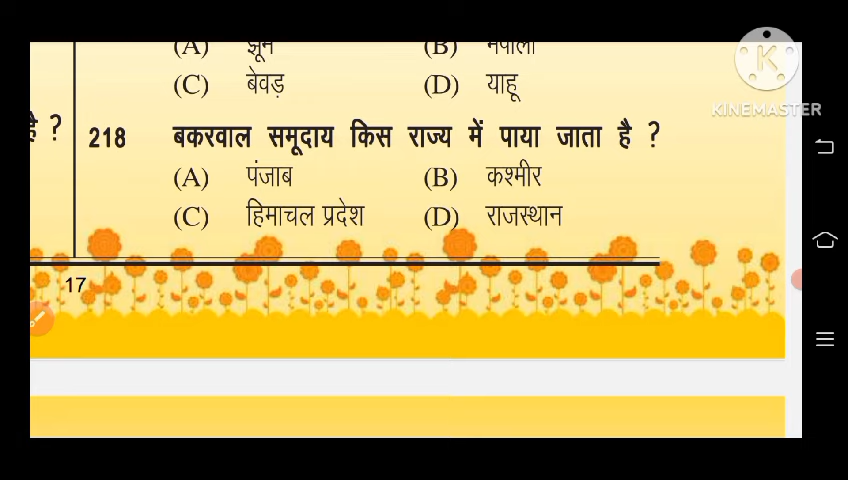 (A) झूम (B) नेपाली
(C) बेवड़ (D) याहू
है ? 218 बकरवाल समूदाय किस राज्य में पाया जाता है ?
(A) पंजाब (B) कश्मीर
(C) हिमाचल प्रदेश (D) राजस्थान
17
KINEMASTER